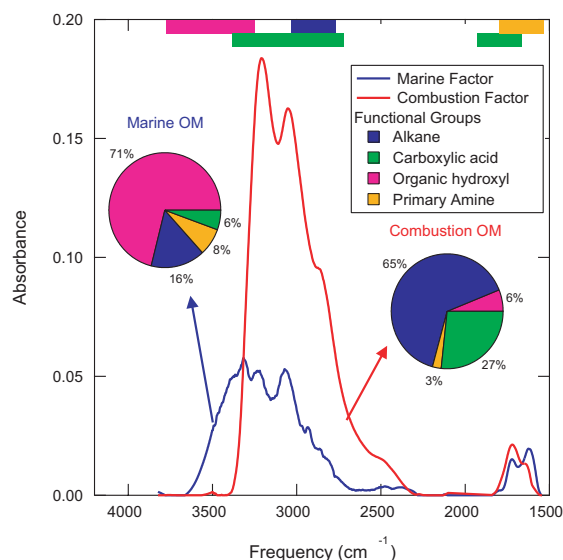 0.20
0.15
0.10
0.05
0.00
Absorbance
4000
3500
3000
2500
2000
1500
Frequency (cm -1)
Marine Factor
Combustion Factor
Functional Groups
Alkane
Carboxylic acid
Organic hydroxyl
Primary Amine
Marine OM
71%
6%
8%
16%
Combustion OM
65%
6%
27%
3%